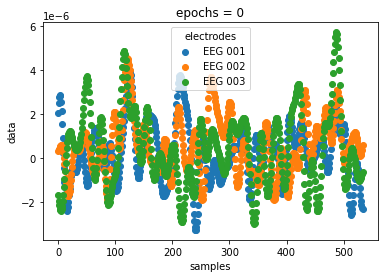 epochs = 0
1e-6
electrodes
EEG 001
EEG 002
EEG 003
6
4
2
0
−2
data
0
100
200
300
400
500
samples